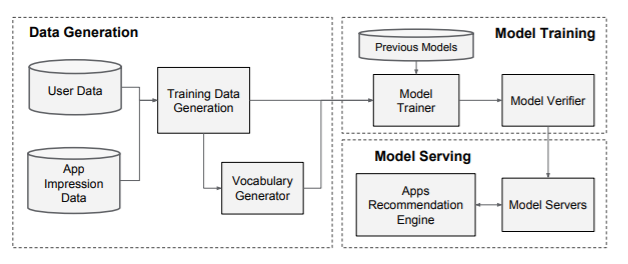 Data Generation
User Data
App
Impression
Data
Training Data
Generation
Vocabulary
Generator
Model Training
Previous Models
Model
Trainer
Model Verifier
Model Serving
Apps
Recommendation
Engine
Model Servers